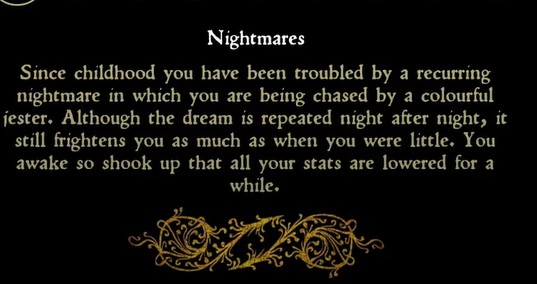 Nightmares
Since childhood you have been troubled by a recurring
nightmare in which you are being chased by a colourful
jester. Although the dream is repeated night after night, it
still frightens you as much as when you were little. You
awake so shook up that all your stats are lowered for a
while.